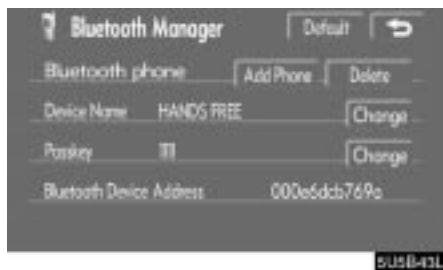 Bluetooth Manager Default
Bluetooth phone Add Phone Delete
Device Name HANDS FREE Change
Passkey 1111 Change
Bluetooth Device Address 000e6dcb769a
5U5B43L